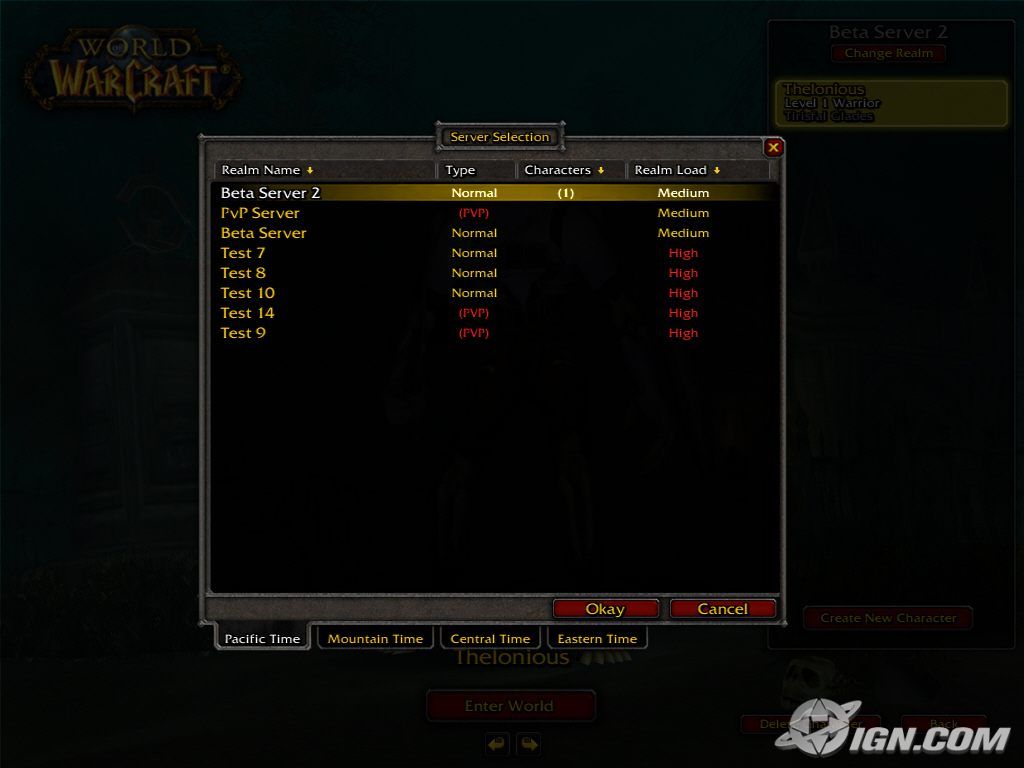 WORLD OF WARCRAFT®
Beta Server 2
Change Realm
Thelonious
Level 1 Warrior
Tirisfal Glades
Server Selection
Realm Name Type Characters Realm Load
Beta Server 2 Normal (1) Medium
PvP Server (PVP) Medium
Beta Server Normal Medium
Test 7 Normal High
Test 8 Normal High
Test 10 Normal High
Test 14 (PVP) High
Test 9 (PVP) High
Okay Cancel
Create New Character
Pacific Time Mountain Time Central Time Eastern Time
Thelonious
Enter World
Back
IGN.COM